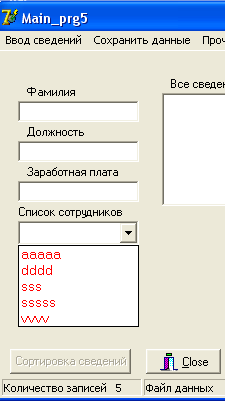 Main_prg5
Ввод сведений Сохранить данные Проч
Фамилия
Все сведе
Должность
Заработная плата
Список сотрудников
aaaaa
dddd
sss
sssss
vvvv
Сортировка сведений Close
Количество записей 5 Файл данных